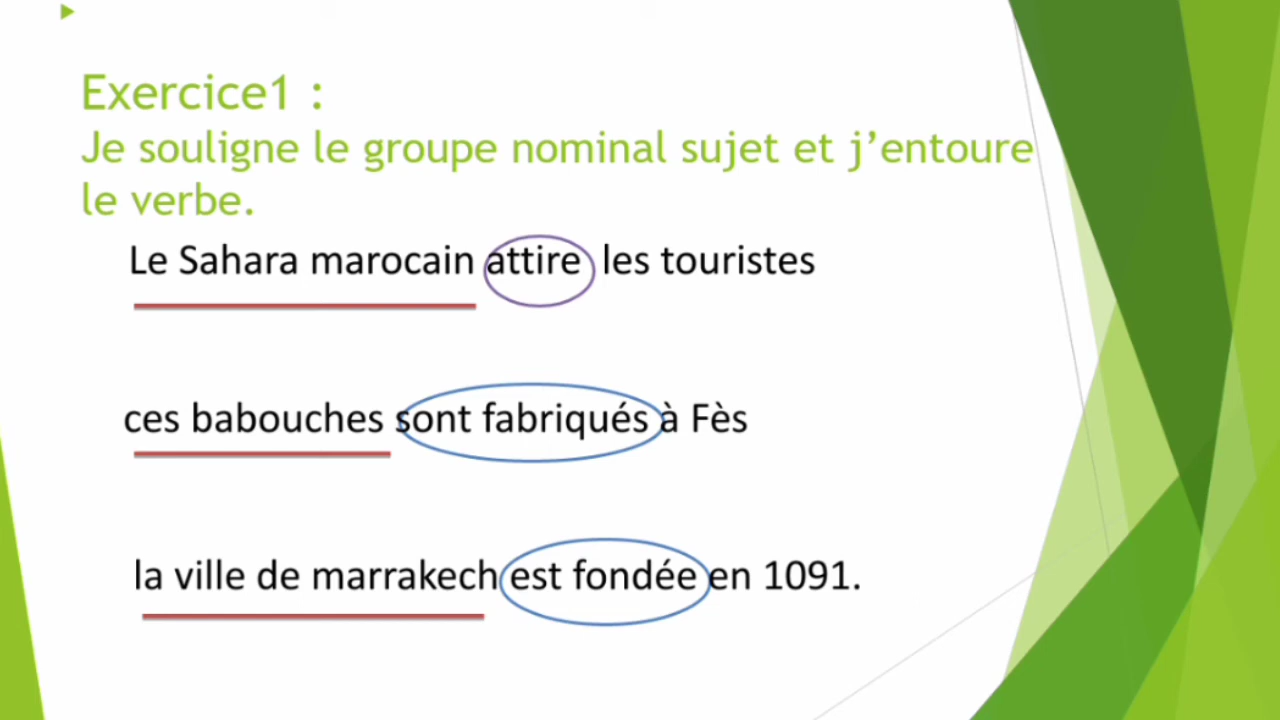 Exercice1 :
Je souligne le groupe nominal sujet et j’entoure
le verbe.
Le Sahara marocain attire les touristes
ces babouches sont fabriqués à Fès
la ville de marrakech est fondée en 1091.